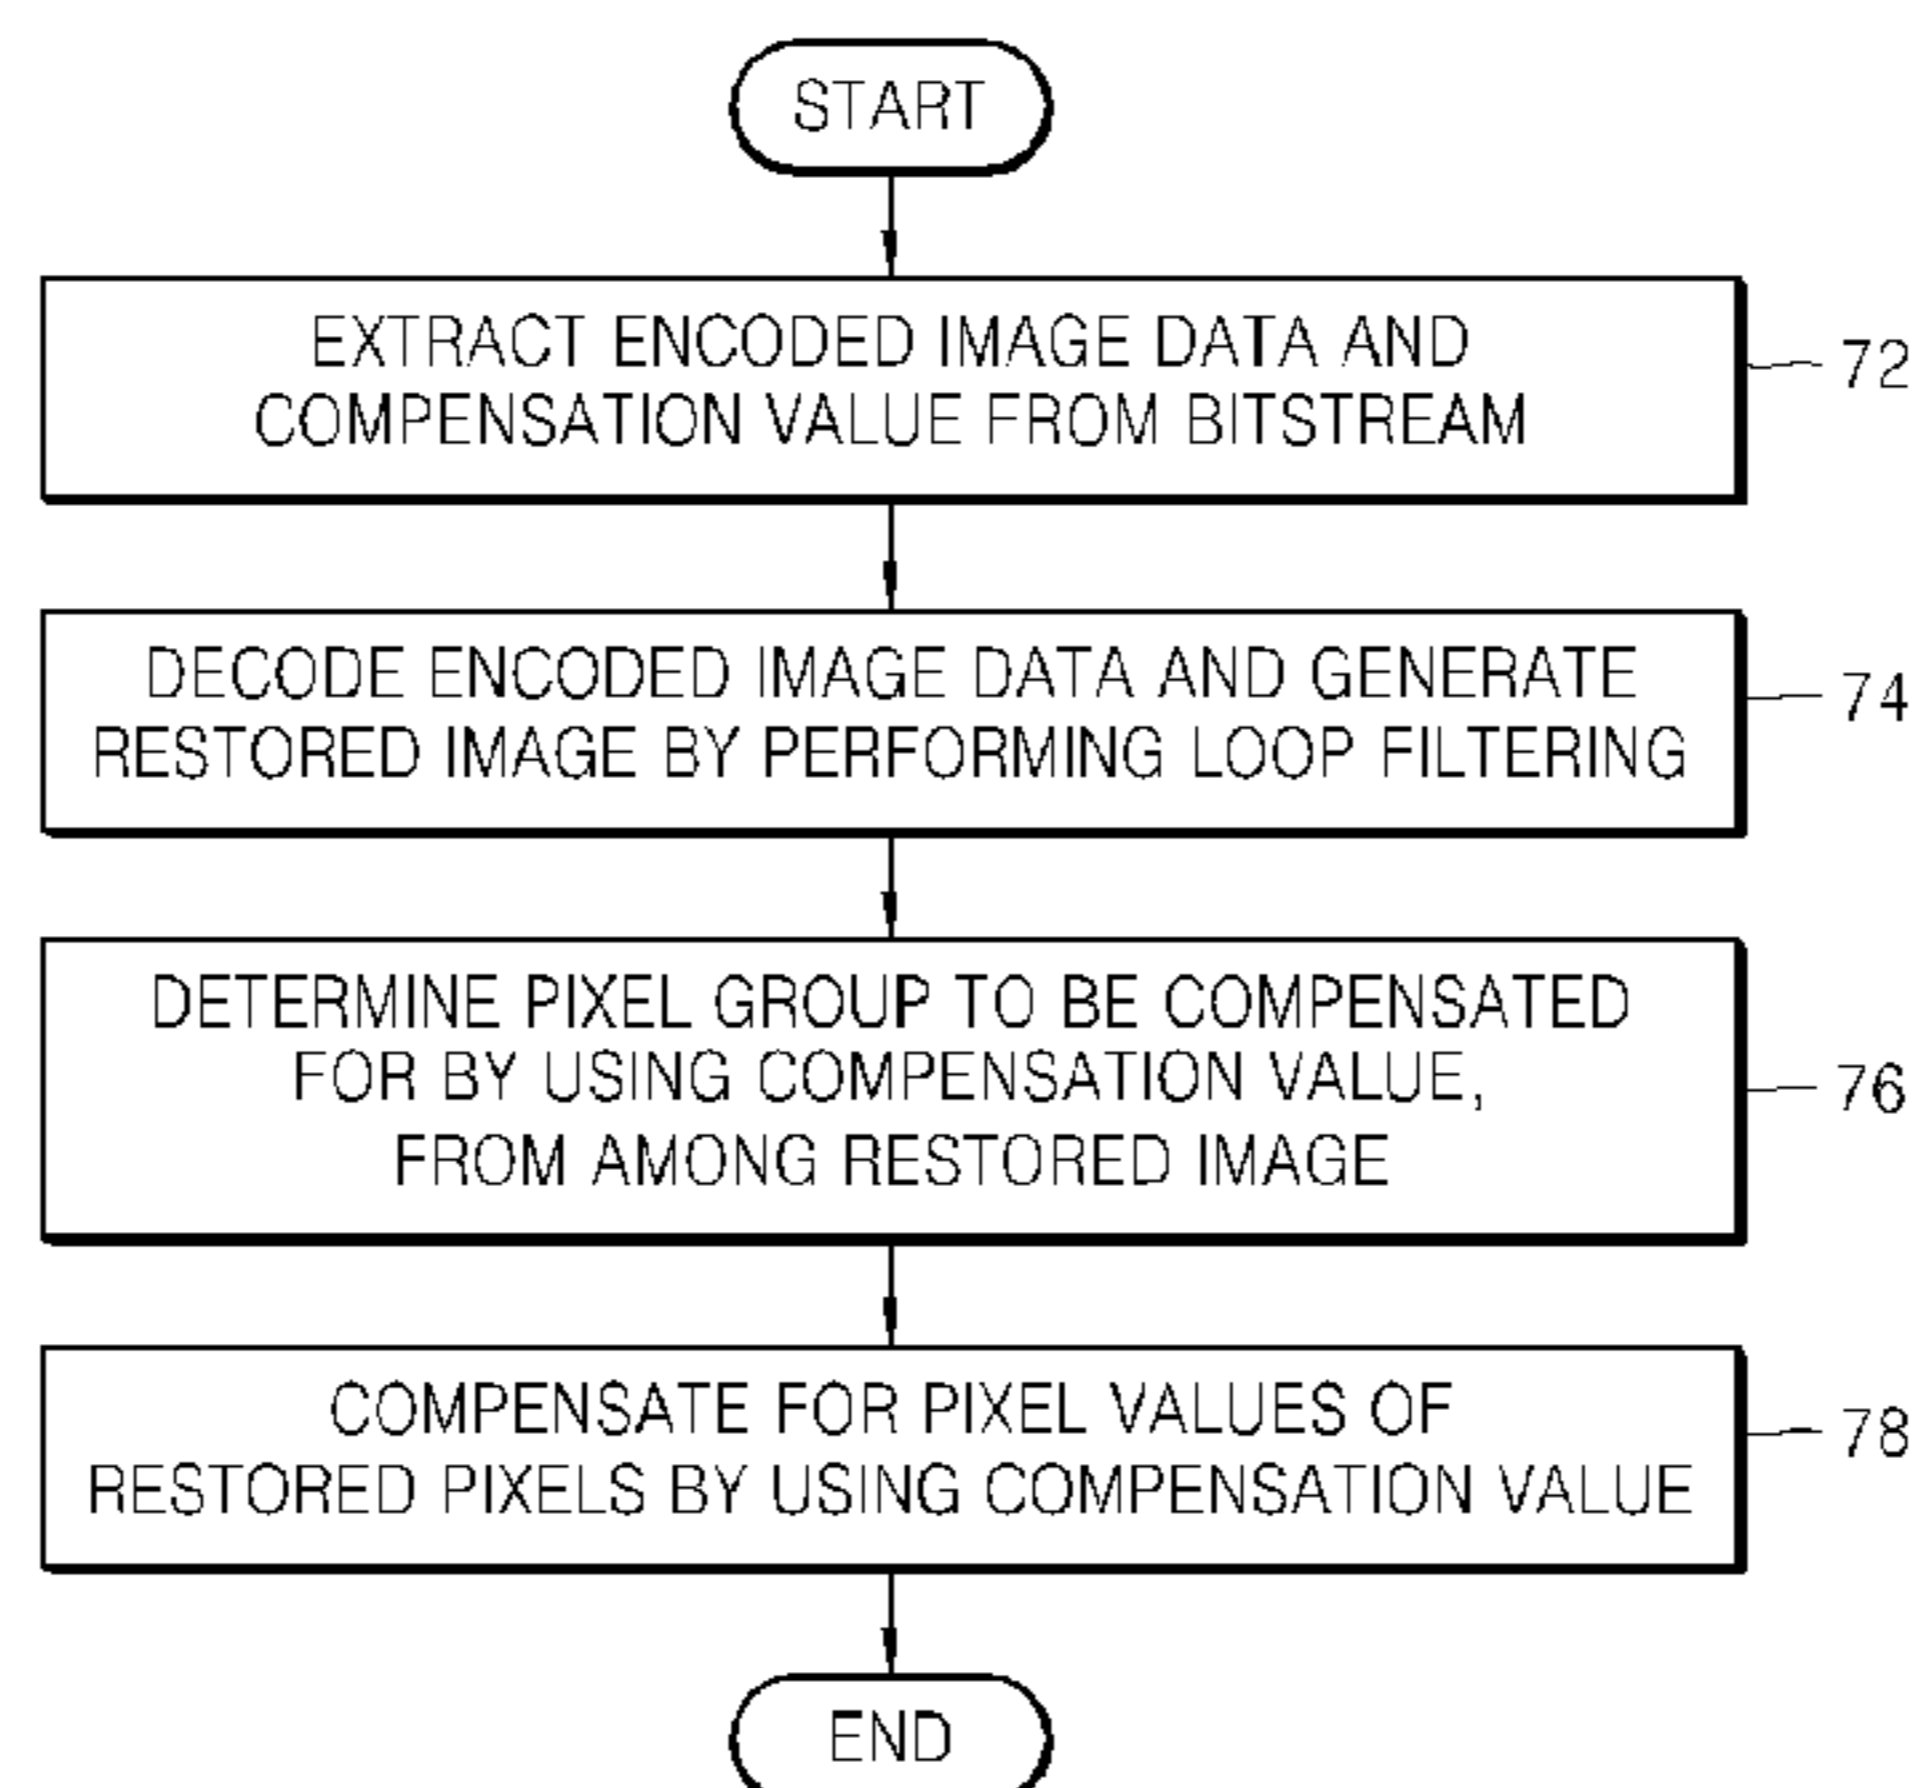 START
EXTRACT ENCODED IMAGE DATA AND
COMPENSATION VALUE FROM BITSTREAM
72
DECODE ENCODED IMAGE DATA AND GENERATE
RESTORED IMAGE BY PERFORMING LOOP FILTERING
74
DETERMINE PIXEL GROUP TO BE COMPENSATED
FOR BY USING COMPENSATION VALUE,
FROM AMONG RESTORED IMAGE
76
COMPENSATE FOR PIXEL VALUES OF
RESTORED PIXELS BY USING COMPENSATION VALUE
78
END